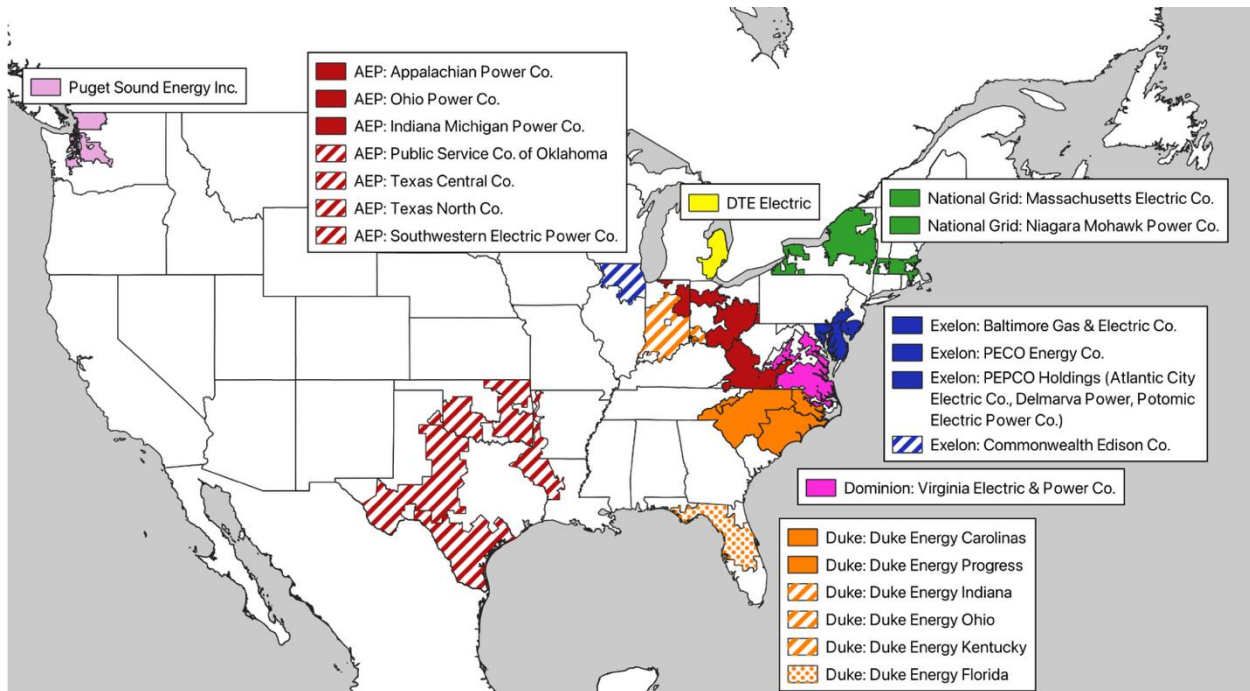 Puget Sound Energy Inc.
AEP: Appalachian Power Co.
AEP: Ohio Power Co.
AEP: Indiana Michigan Power Co.
AEP: Public Service Co. of Oklahoma
AEP: Texas Central Co.
AEP: Texas North Co.
AEP: Southwestern Electric Power Co.
DTE Electric
National Grid: Massachusetts Electric Co.
National Grid: Niagara Mohawk Power Co.
Exelon: Baltimore Gas & Electric Co.
Exelon: PECO Energy Co.
Exelon: PEPCO Holdings (Atlantic City
Electric Co., Delmarva Power, Potomic
Electric Power Co.)
Exelon: Commonwealth Edison Co.
Dominion: Virginia Electric & Power Co.
Duke: Duke Energy Carolinas
Duke: Duke Energy Progress
Duke: Duke Energy Indiana
Duke: Duke Energy Ohio
Duke: Duke Energy Kentucky
Duke: Duke Energy Florida